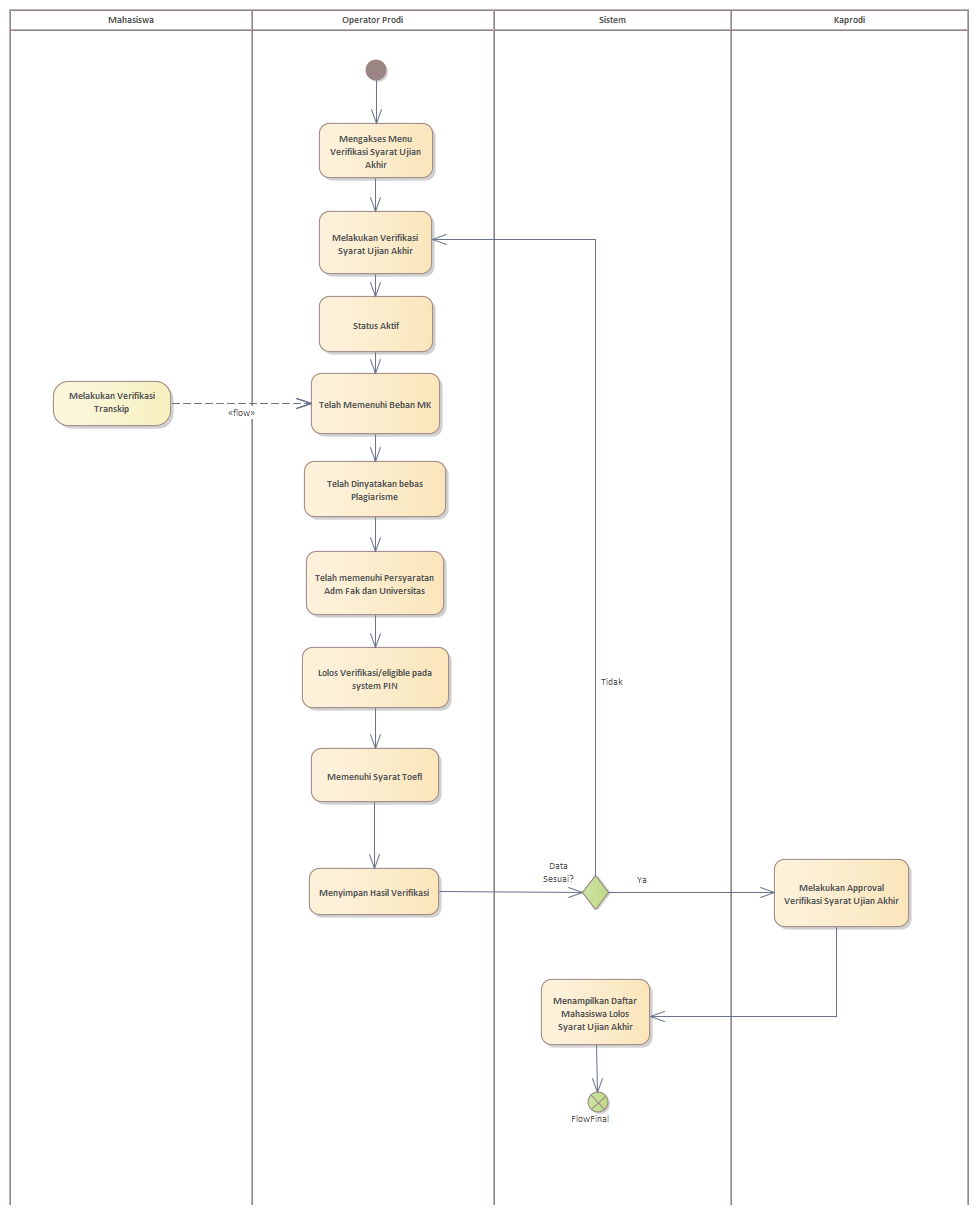 Mahasiswa
Operator Prodi
Sistem
Kaprodi
Mengakses Menu
Verifikasi Syarat Ujian
Akhir
Melakukan Verifikasi
Syarat Ujian Akhir
Status Aktif
Melakukan Verifikasi
Transkip
«flow»
Telah Memenuhi Beban MK
Telah Dinyatakan bebas
Plagiarisme
Telah memenuhi Persyaratan
Adm Fak dan Universitas
Lolos Verifikasi/eligible pada
system PIN
Tidak
Memenuhi Syarat Toefl
Menyimpan Hasil Verifikasi
Data
Sesuai?
Ya
Melakukan Approval
Verifikasi Syarat Ujian Akhir
Menampilkan Daftar
Mahasiswa Lolos
Syarat Ujian Akhir
FlowFinal